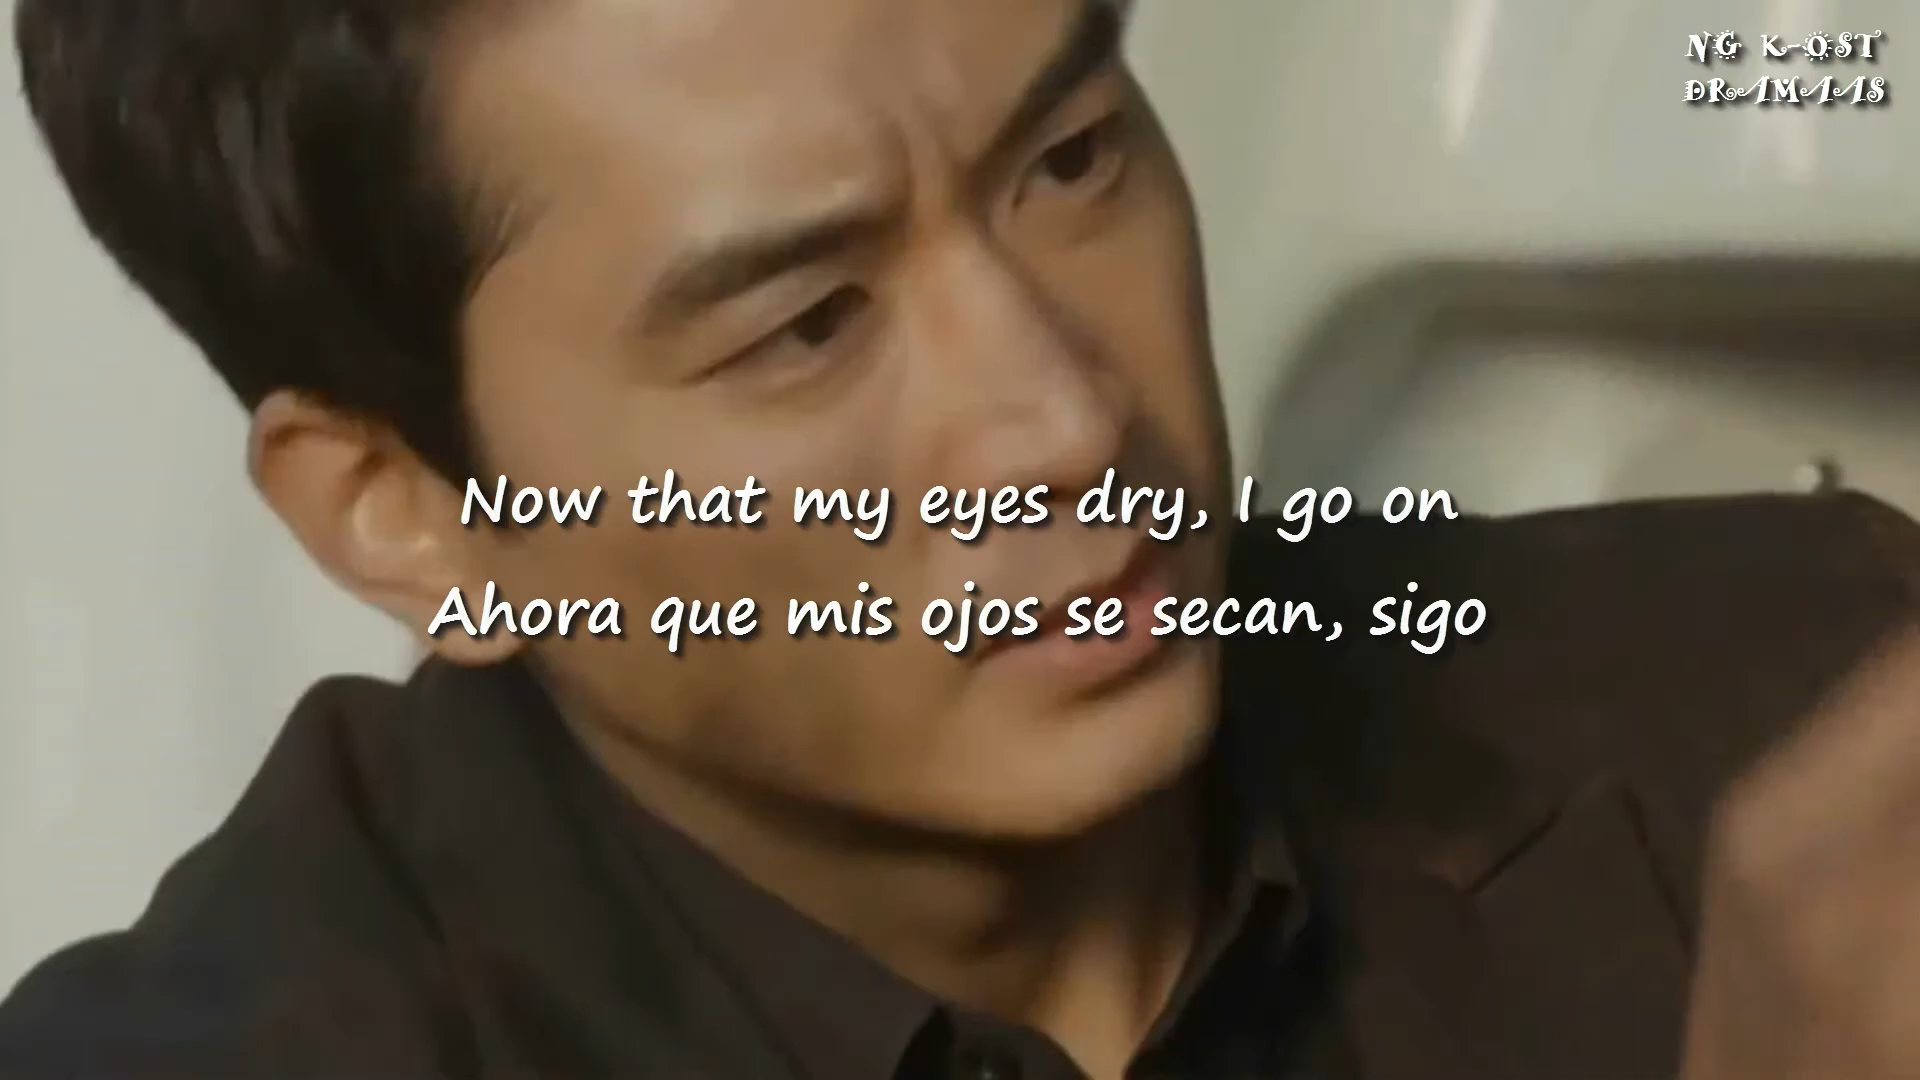 NG K-OST
DRAMAAS
Now that my eyes dry, I go on
Ahora que mis ojos se secan, sigo